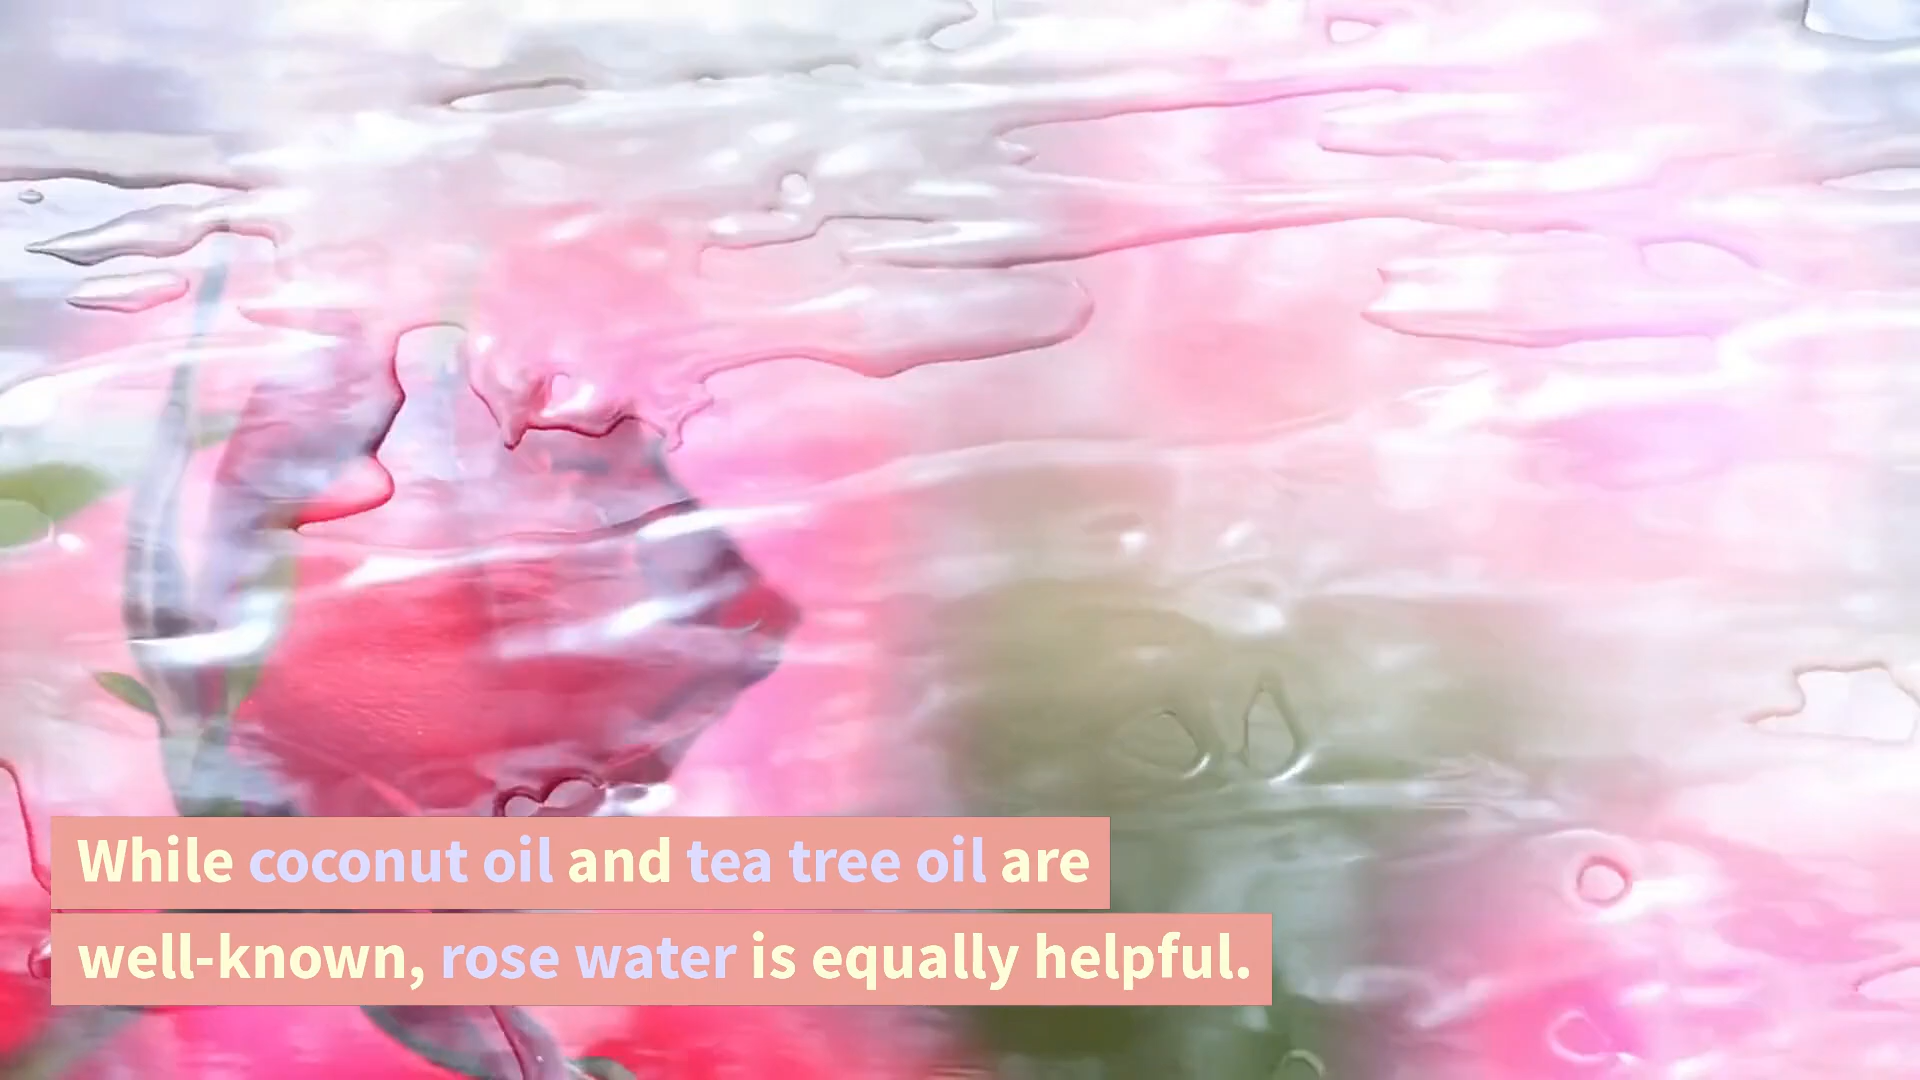 While coconut oil and tea tree oil are
well-known, rose water is equally helpful.